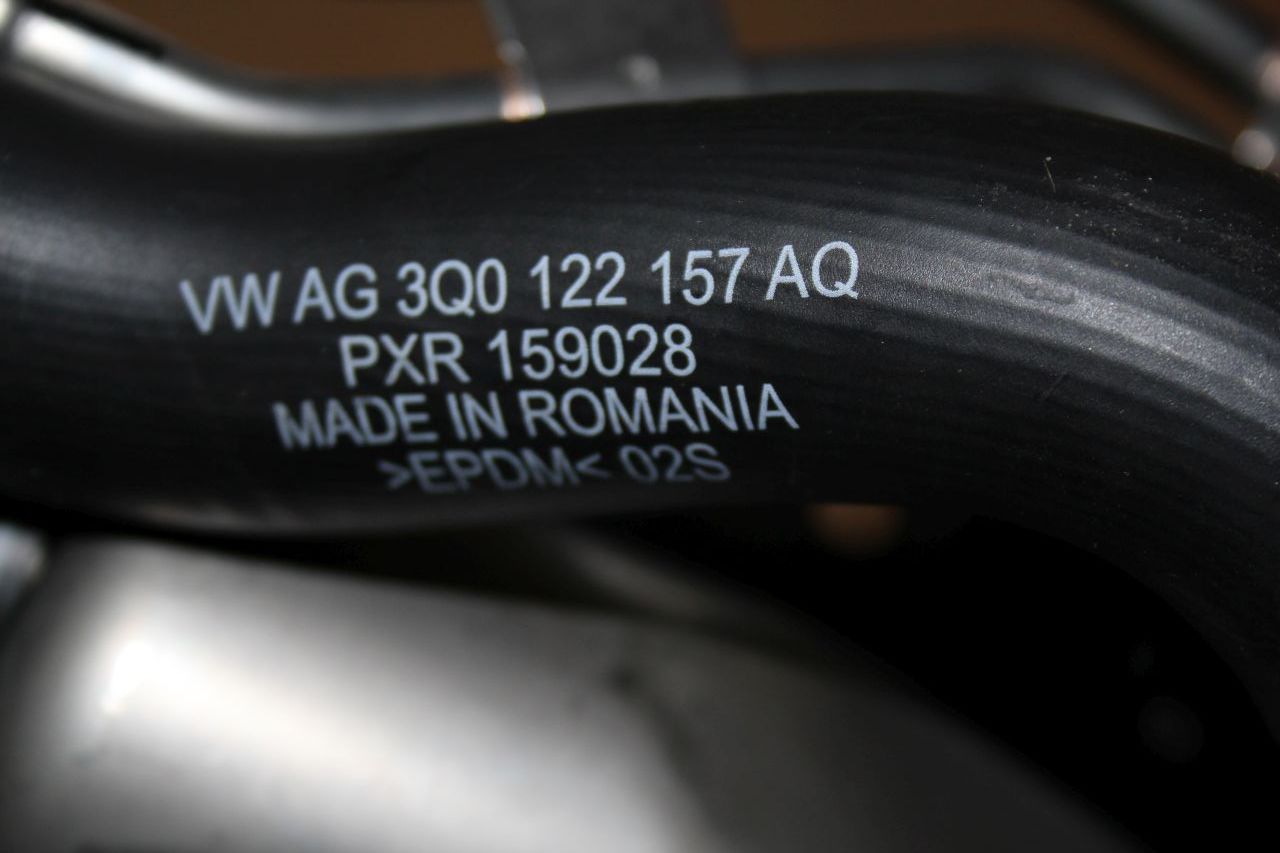 VW AG 3Q0 122 157 AQ
PXR 159028
MADE IN ROMANIA
>EPDM< 02S